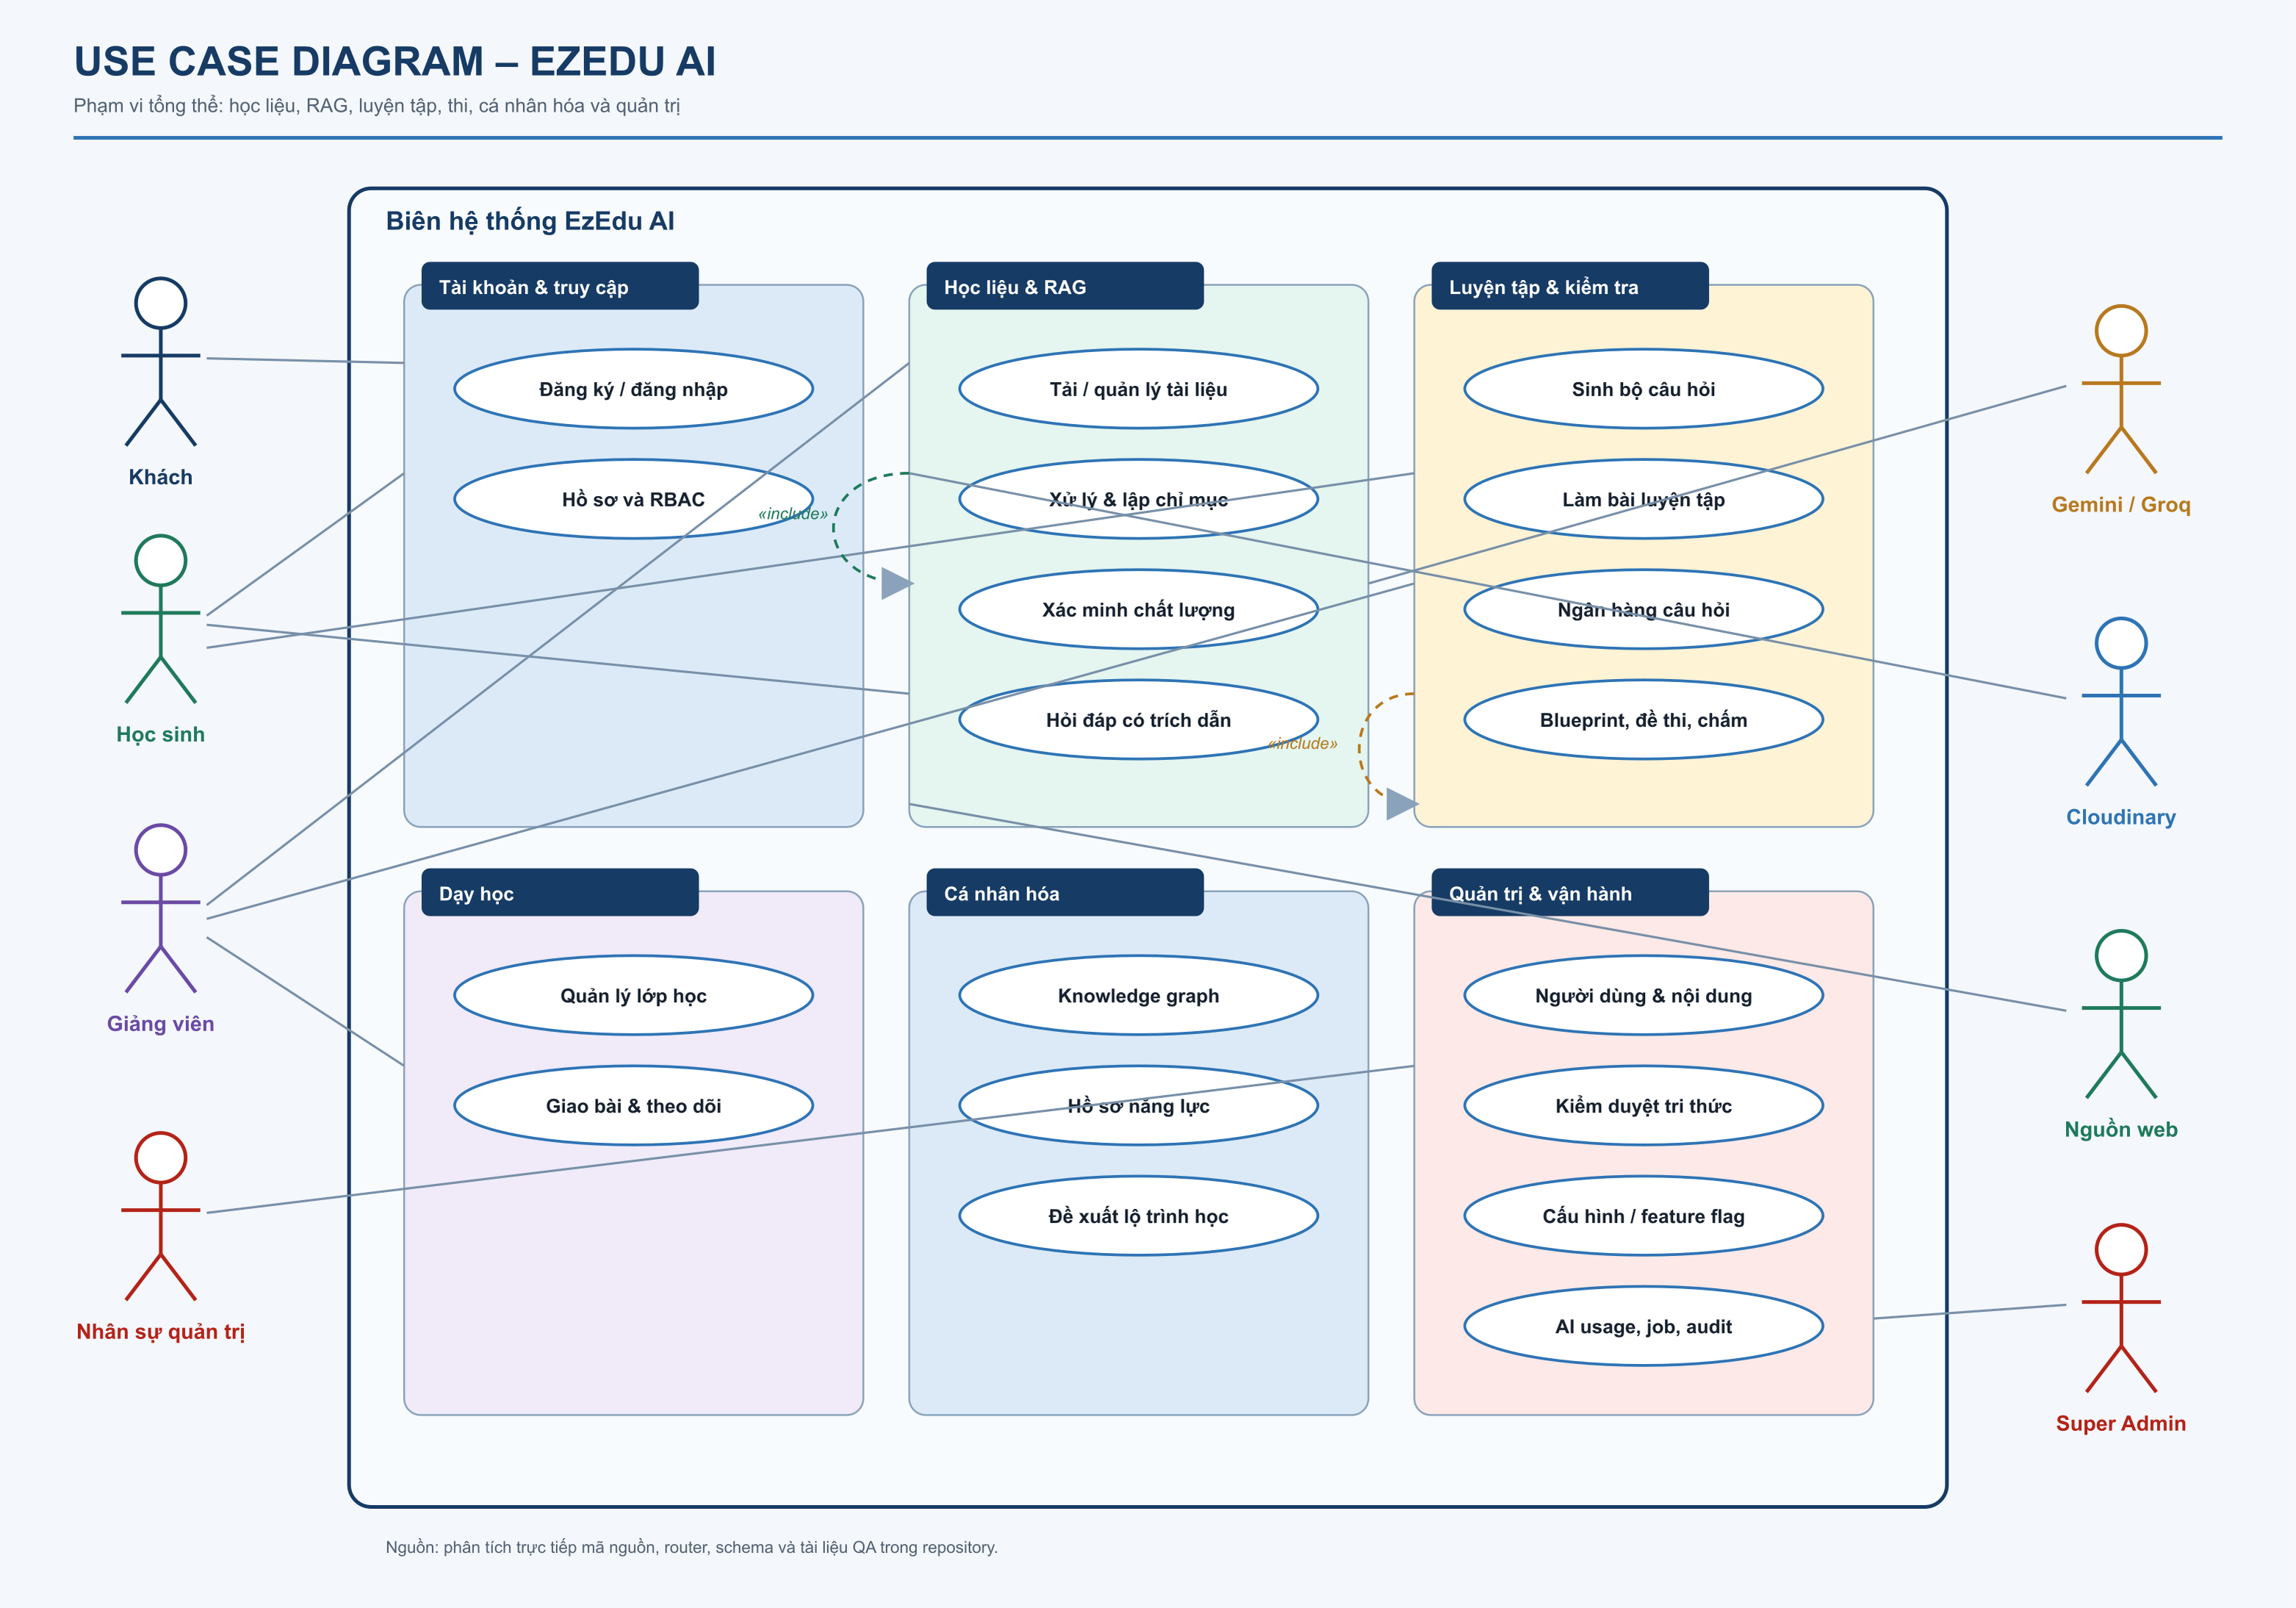 USE CASE DIAGRAM – EZEDU AI
Phạm vi tổng thể: học liệu, RAG, luyện tập, thi, cá nhân hóa và quản trị
Biên hệ thống EzEdu AI
Tài khoản & truy cập
Đăng ký / đăng nhập
Hồ sơ và RBAC
Học liệu & RAG
Tải / quản lý tài liệu
Xử lý & lập chỉ mục
Xác minh chất lượng
Hỏi đáp có trích dẫn
«include»
Luyện tập & kiểm tra
Sinh bộ câu hỏi
Làm bài luyện tập
Ngân hàng câu hỏi
Blueprint, đề thi, chấm
«include»
Dạy học
Quản lý lớp học
Giao bài & theo dõi
Cá nhân hóa
Knowledge graph
Hồ sơ năng lực
Đề xuất lộ trình học
Quản trị & vận hành
Người dùng & nội dung
Kiểm duyệt tri thức
Cấu hình / feature flag
AI usage, job, audit
Khách
Học sinh
Giảng viên
Nhân sự quản trị
Gemini / Groq
Cloudinary
Nguồn web
Super Admin
Nguồn: phân tích trực tiếp mã nguồn, router, schema và tài liệu QA trong repository.